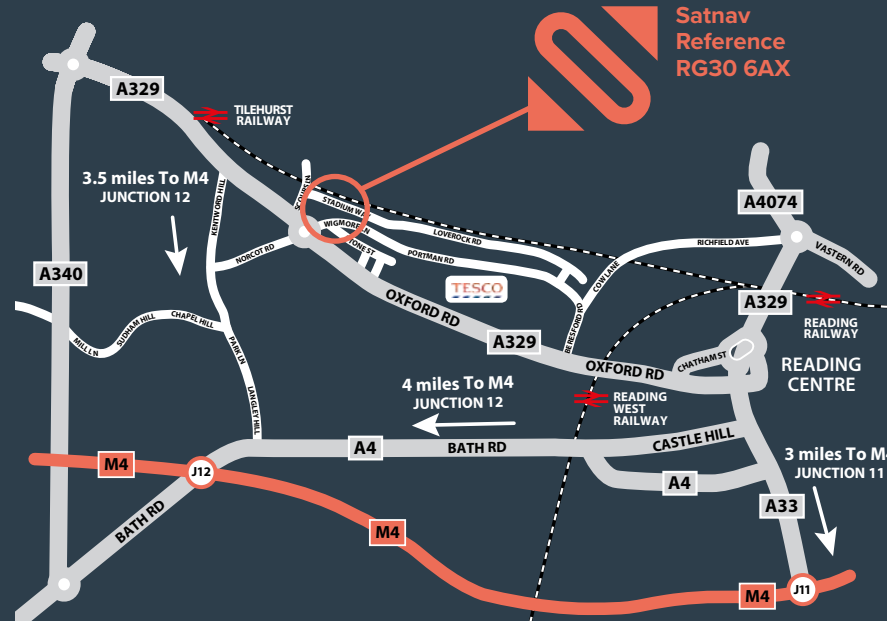 Satnav
Reference
RG30 6AX
A329
TILEHURST
RAILWAY
3.5 miles To M4
JUNCTION 12
KENTWORD HILL
STADIUM WAY
WIGMORE LN
LOVEROCK RD
PORTMAN RD
NORCOT RD
A4074
RICHFIELD AVE
VASTERN RD
COW LANE
A340
TESCO
OXFORD RD
A329
A329
READING
RAILWAY
MILL LN
SUDHAM HILL
CHAPEL HILL
PARK LN
LANGLEY HILL
BERESFORD RD
OXFORD RD
CHATHAM ST
READING
CENTRE
4 miles To M4
JUNCTION 12
READING
WEST
RAILWAY
A4
BATH RD
CASTLE HILL
3 miles To M4
JUNCTION 11
M4
J12
A4
A33
BATH RD
M4
M4
J11